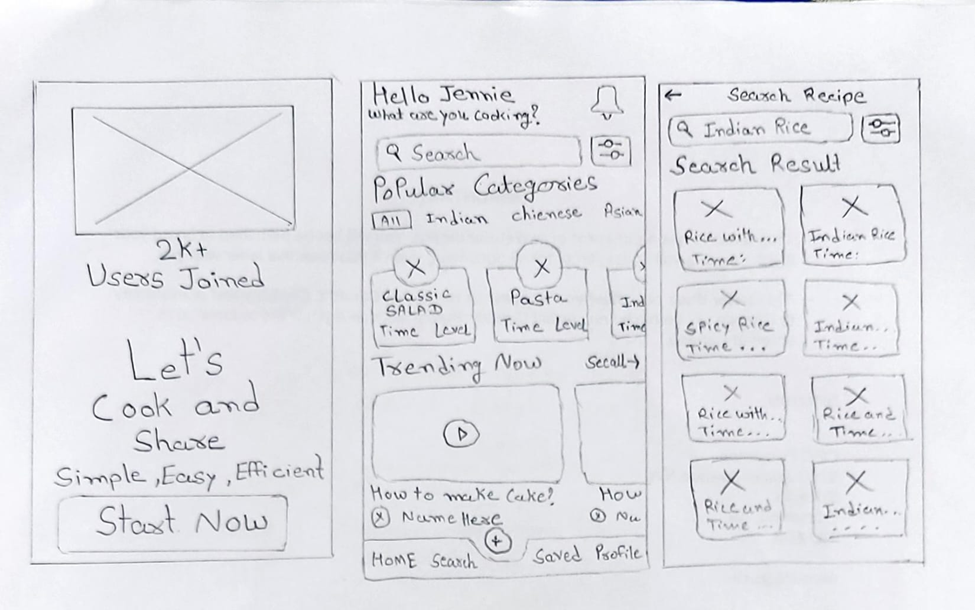 2K+
Users Joined
Let's
Cook and
Share
Simple, Easy, Efficient
Start Now
Hello Jennie
What are you cooking?
Search
Popular Categories
All Indian chienese Asian
Classic
SALAD
Time Level
Pasta
Time Level
Ind
Time
Trending Now Seeall→
How to make Cake?
Name Here
How
Nu
HOME Search + Saved Profile
← Search Recipe
Indian Rice
Search Result
Rice with...
Time:
Indian Rice
Time:
Spicy Rice
Time ...
Indian..
Time..
Rice with..
Time...
Rice and
Time...
Rice and
Time ...
Indian...
....